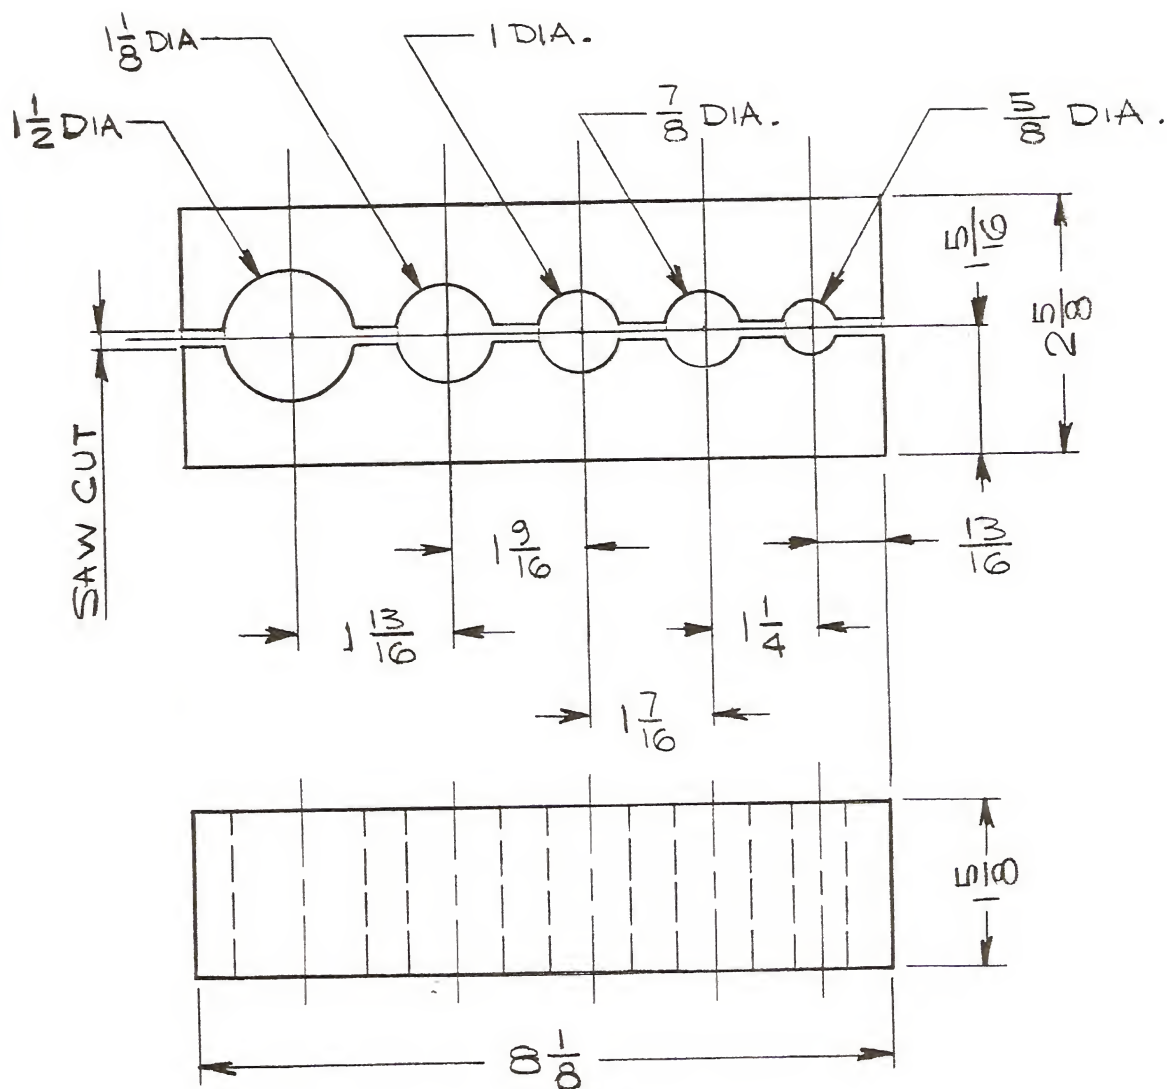 1 1/8 DIA
1 DIA.
1 1/2 DIA
7/8 DIA.
5/8 DIA.
1 5/16
2 5/8
SAW CUT
1 9/16
13/16
1 13/16
1 1/4
1 7/16
1 5/8
8 1/8